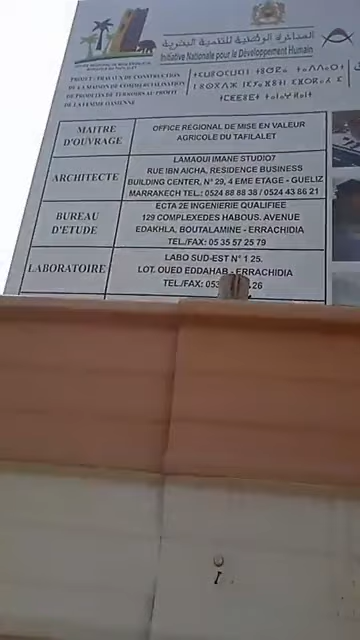 المبادرة الوطنية للتنمية البشرية
Initiative Nationale pour le Développement Humain
PROJET: TRAVAUX DE CONSTRUCTION
DE LA MAISON DE COMMERCIALISATION
DE PRODUITS DE TERROIRS AU PROFIT
DE LA FEMME OASIENNE
MAITRE D'OUVRAGE
OFFICE REGIONAL DE MISE EN VALEUR
AGRICOLE DU TAFILALET
ARCHITECTE
LAMAOUI IMANE STUDIO7
RUE IBN AICHA, RESIDENCE BUSINESS
BUILDING CENTER, N° 29, 4 EME ETAGE - GUELIZ
MARRAKECH TEL.: 0524 88 88 38 / 0524 43 86 21
BUREAU D'ETUDE
ECTA 2E INGENIERIE QUALIFIEE
129 COMPLEXEDES HABOUS. AVENUE
EDAKHLA, BOUTALAMINE - ERRACHIDIA
TEL./FAX: 05 35 57 25 79
LABORATOIRE
LABO SUD-EST N° 1 25.
LOT. OUED EDDAHAB - ERRACHIDIA
TEL./FAX: 053 .26